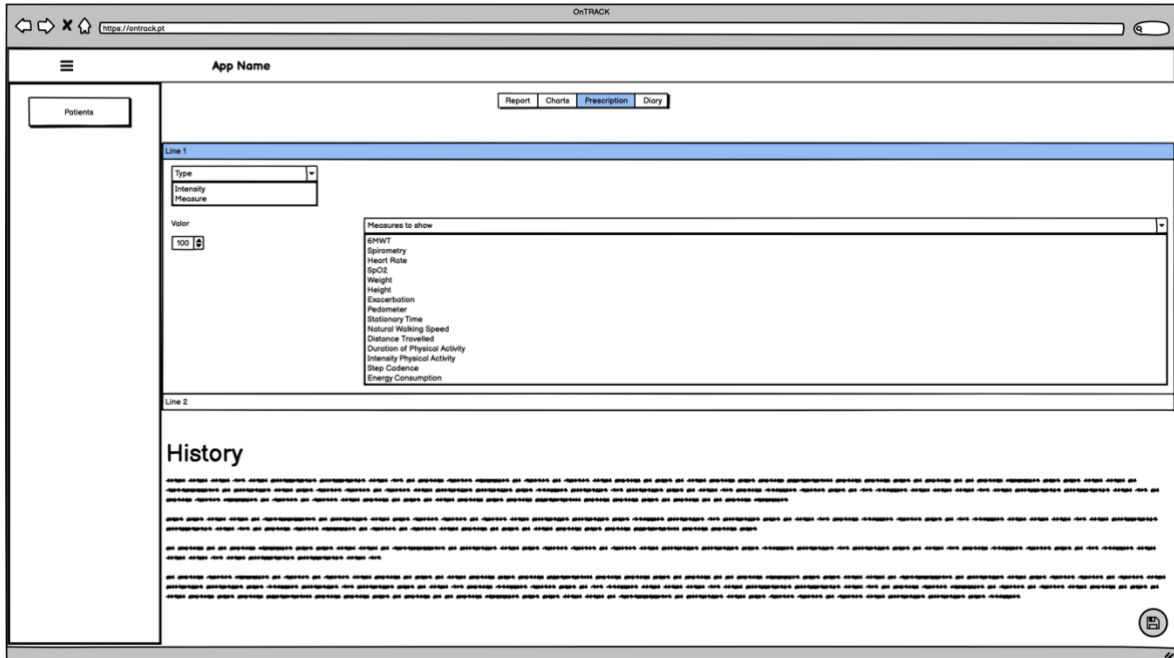 OnTRACK
https://ontrack.pt
App Name
Patients
Report Charts Prescription Diary
Line 1
Type
Intensity
Measure
Valor
100
Measures to show
6MWT
Spirometry
Heart Rate
SpO2
Weight
Height
Exacerbation
Pedometer
Stationary Time
Natural Walking Speed
Distance Travelled
Duration of Physical Activity
Intensity Physical Activity
Step Cadence
Energy Consumption
Line 2
History